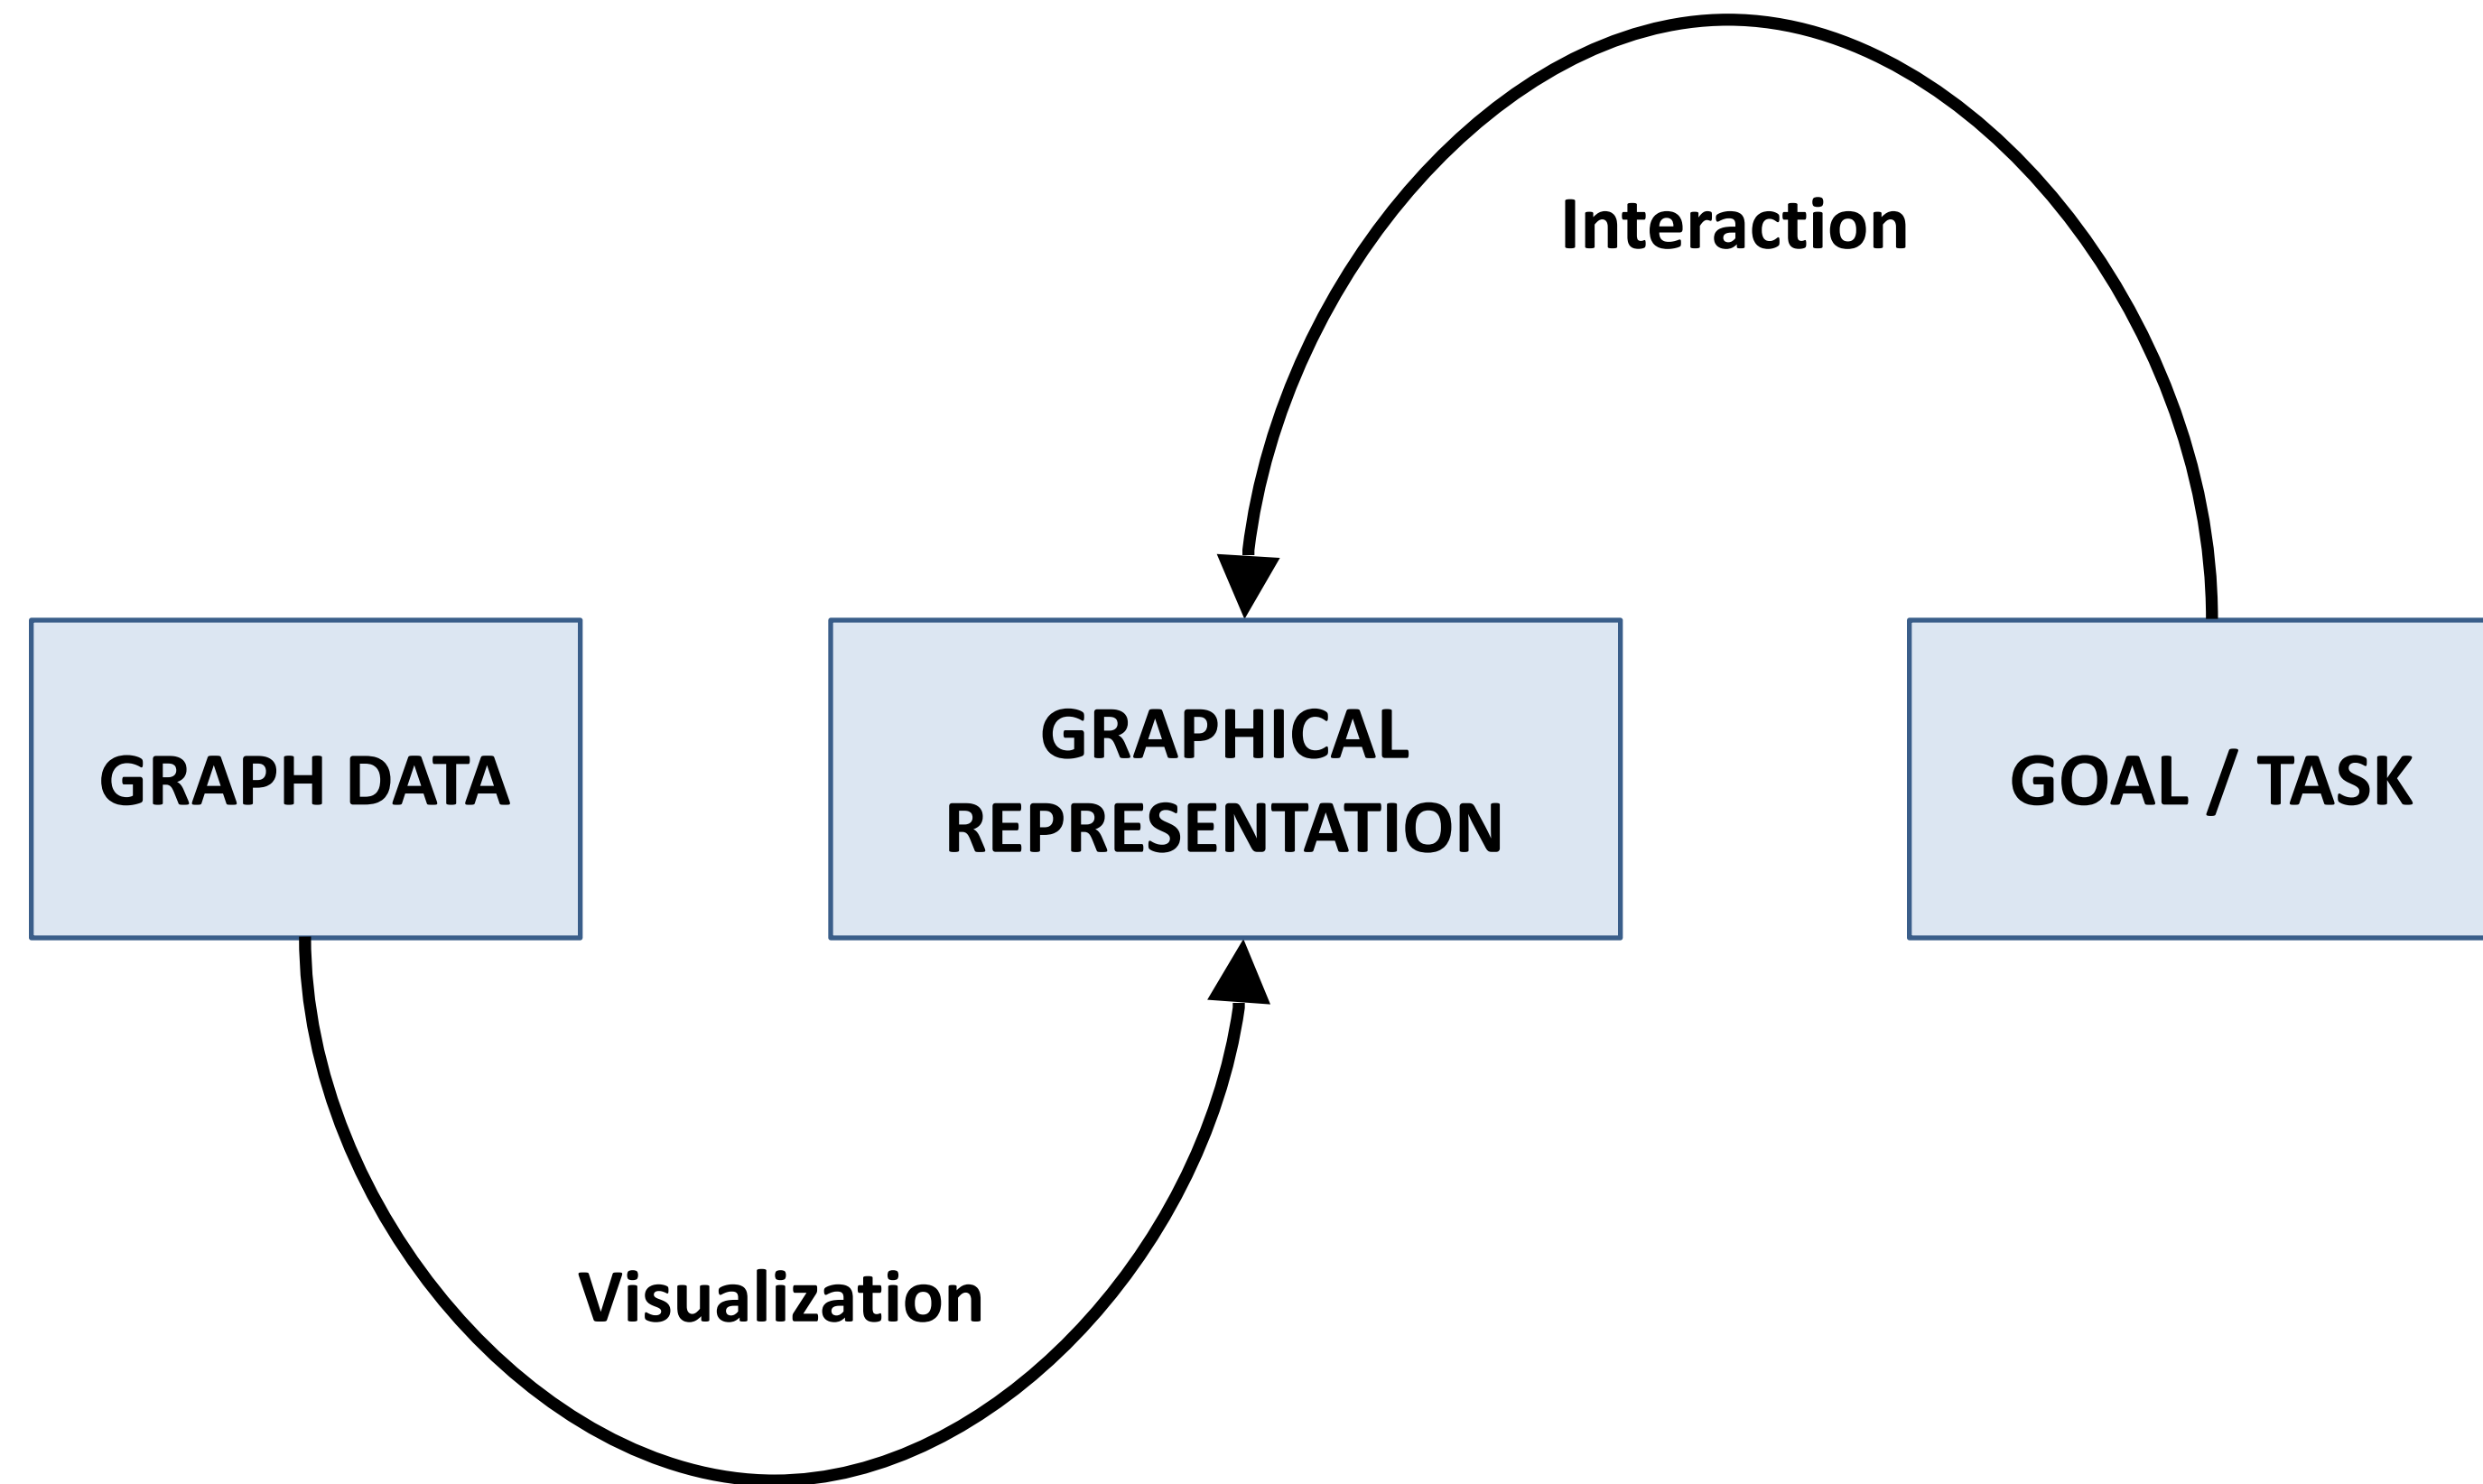 Interaction
GRAPH DATA
GRAPHICAL
REPRESENTATION
GOAL / TASK
Visualization